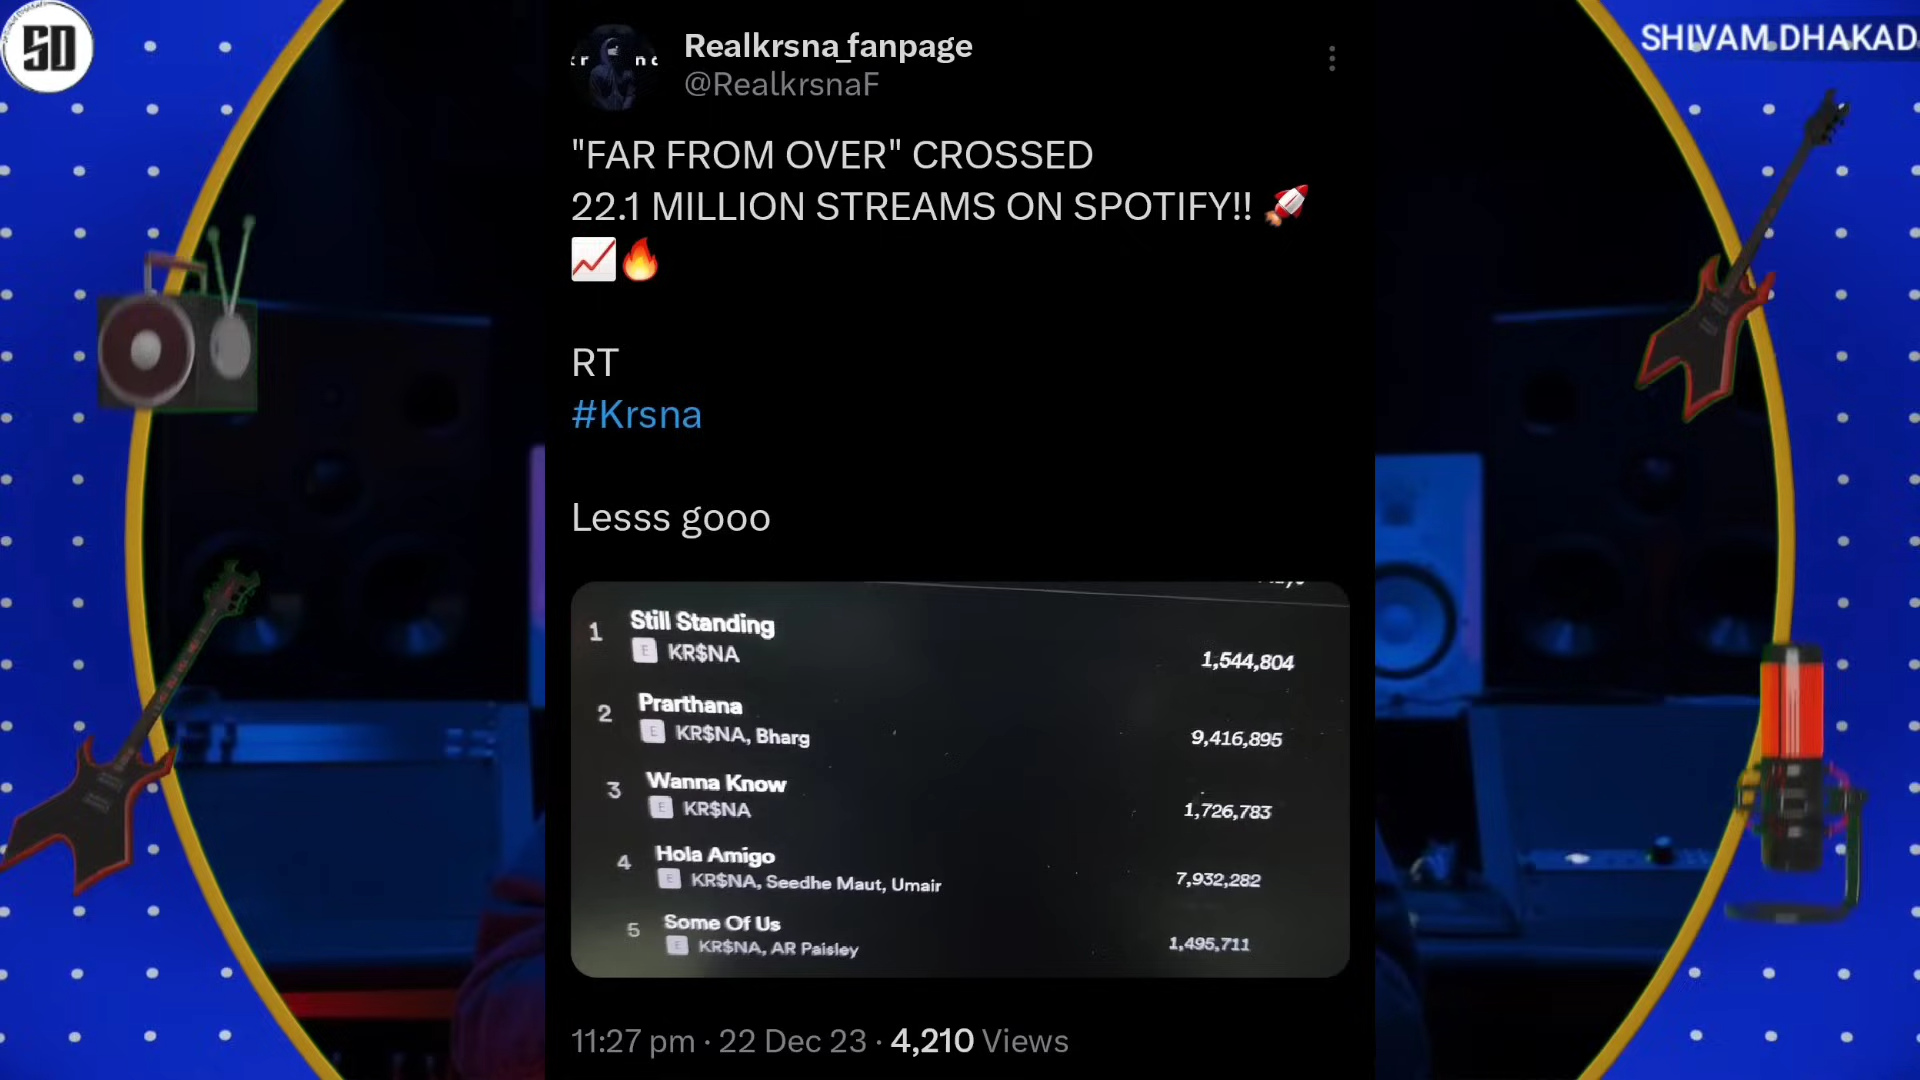 SD
SHIVAM.DHAKAD
Realkrsna_fanpage
@RealkrsnaF
"FAR FROM OVER" CROSSED
22.1 MILLION STREAMS ON SPOTIFY!! 🚀
📈🔥
RT
#Krsna
Lesss gooo
1 Still Standing
E KR$NA 1,544,804
2 Prarthana
E KR$NA, Bharg 9,416,895
3 Wanna Know
E KR$NA 1,726,783
4 Hola Amigo
E KR$NA, Seedhe Maut, Umair 7,932,282
5 Some Of Us
E KR$NA, AR Paisley 1,495,711
11:27 pm · 22 Dec 23 · 4,210 Views